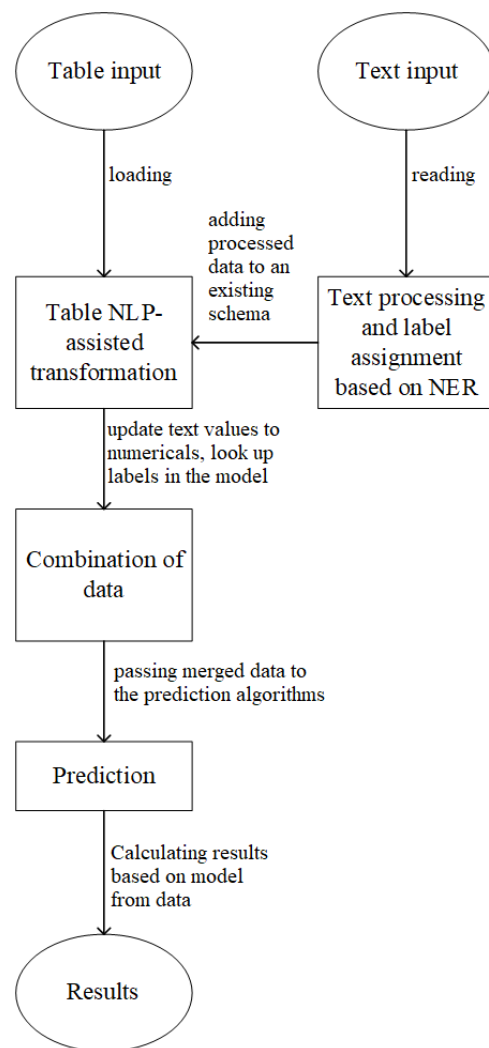 Table input
Text input
loading
reading
adding
processed
data to an
existing
schema
Table NLP-
assisted
transformation
Text processing
and label
assignment
based on NER
update text values to
numericals, look up
labels in the model
Combination of
data
passing merged data to
the prediction algorithms
Prediction
Calculating results
based on model
from data
Results